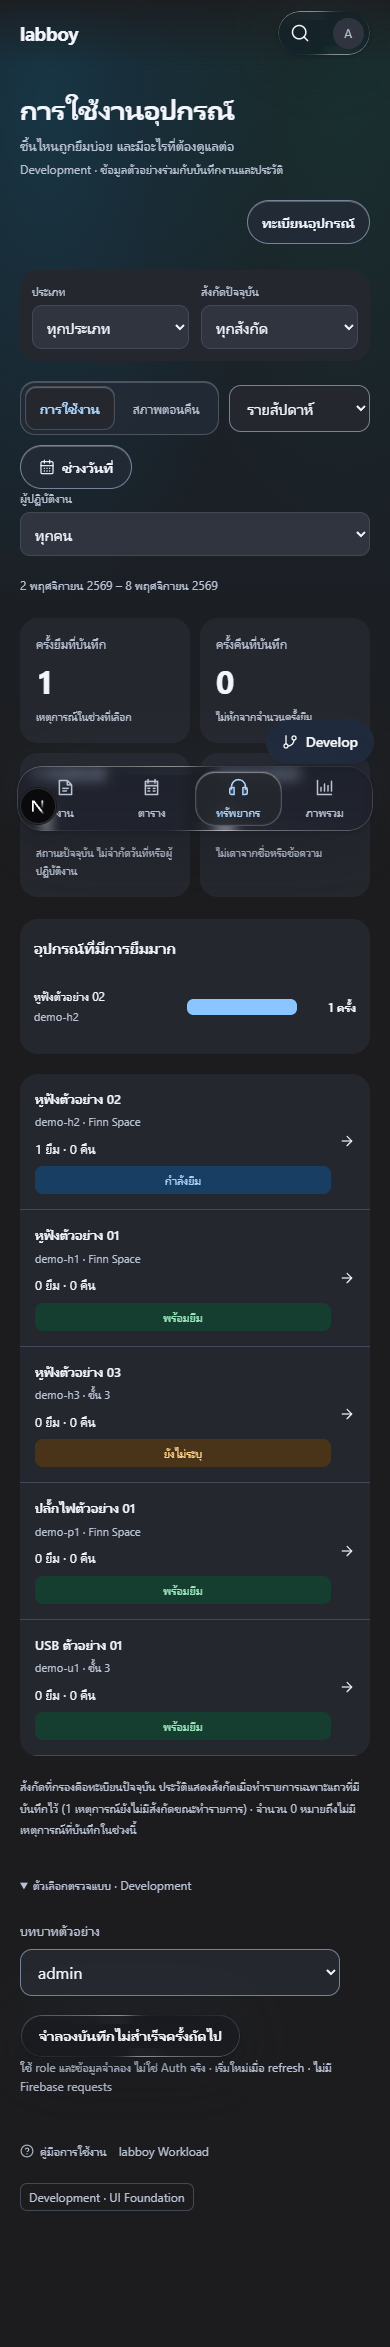 labboy
A
การใช้งานอุปกรณ์
ชิ้นไหนถูกยืมบ่อย และมีอะไรที่ต้องดูแลต่อ
Development · ข้อมูลตัวอย่างร่วมกับบันทึกงานและประวัติ
ทะเบียนอุปกรณ์
ประเภท
สังกัดปัจจุบัน
ทุกประเภท
ทุกสังกัด
การใช้งาน
สภาพตอนคืน
รายสัปดาห์
ช่วงวันที่
ผู้ปฏิบัติงาน
ทุกคน
2 พฤศจิกายน 2569 – 8 พฤศจิกายน 2569
ครั้งยืมที่บันทึก
1
เหตุการณ์ในช่วงที่เลือก
ครั้งคืนที่บันทึก
0
ไม่หักจากจำนวนครั้งยืม
Develop
N
งาน
ตาราง
ทรัพยากร
ภาพรวม
สถานะปัจจุบัน ไม่จำกัดวันที่หรือผู้
ปฏิบัติงาน
ไม่เดาจากชื่อหรือข้อความ
อุปกรณ์ที่มีการยืมมาก
หูฟังตัวอย่าง 02
demo-h2
1 ครั้ง
หูฟังตัวอย่าง 02
demo-h2 · Finn Space
1 ยืม · 0 คืน
กำลังยืม
หูฟังตัวอย่าง 01
demo-h1 · Finn Space
0 ยืม · 0 คืน
พร้อมยืม
หูฟังตัวอย่าง 03
demo-h3 · ชั้น 3
0 ยืม · 0 คืน
ยังไม่ระบุ
ปลั๊กไฟตัวอย่าง 01
demo-p1 · Finn Space
0 ยืม · 0 คืน
พร้อมยืม
USB ตัวอย่าง 01
demo-u1 · ชั้น 3
0 ยืม · 0 คืน
พร้อมยืม
สังกัดที่กรองคือทะเบียนปัจจุบัน ประวัติแสดงสังกัดเมื่อทำรายการเฉพาะแถวที่มี
บันทึกไว้ (1 เหตุการณ์ยังไม่มีสังกัดขณะทำรายการ) · จำนวน 0 หมายถึงไม่มี
เหตุการณ์ที่บันทึกในช่วงนี้
▼ ตัวเลือกตรวจแบบ · Development
บทบาทตัวอย่าง
admin
จำลองบันทึกไม่สำเร็จครั้งถัดไป
ใช้ role และข้อมูลจำลอง ไม่ใช่ Auth จริง · เริ่มใหม่เมื่อ refresh · ไม่มี
Firebase requests
คู่มือการใช้งาน
labboy Workload
Development · UI Foundation